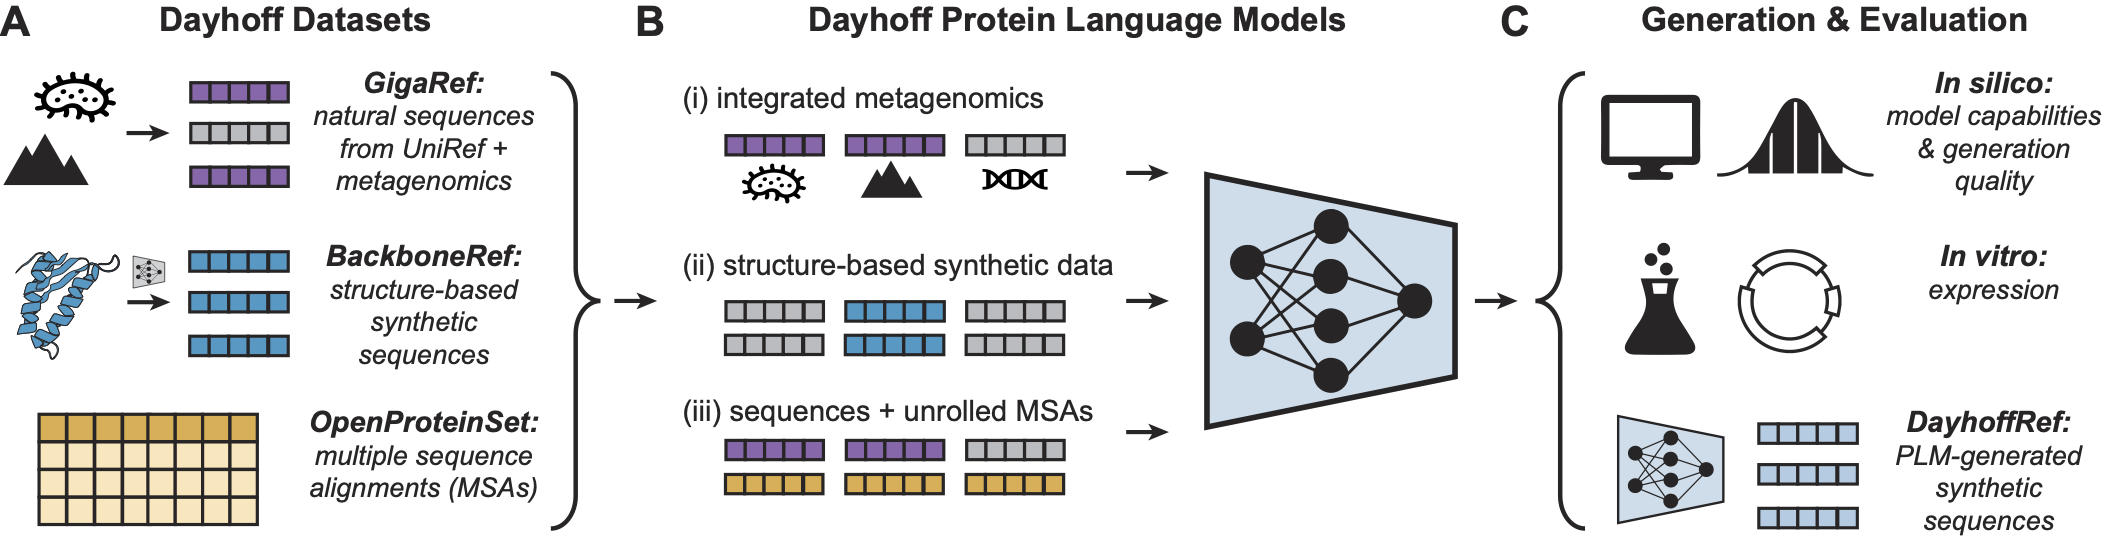 A Dayhoff Datasets
GigaRef:
natural sequences
from UniRef +
metagenomics
BackboneRef:
structure-based
synthetic
sequences
OpenProteinSet:
multiple sequence
alignments (MSAs)
B Dayhoff Protein Language Models
(i) integrated metagenomics
(ii) structure-based synthetic data
(iii) sequences + unrolled MSAs
C Generation & Evaluation
In silico:
model capabilities
& generation
quality
In vitro:
expression
DayhoffRef:
PLM-generated
synthetic
sequences